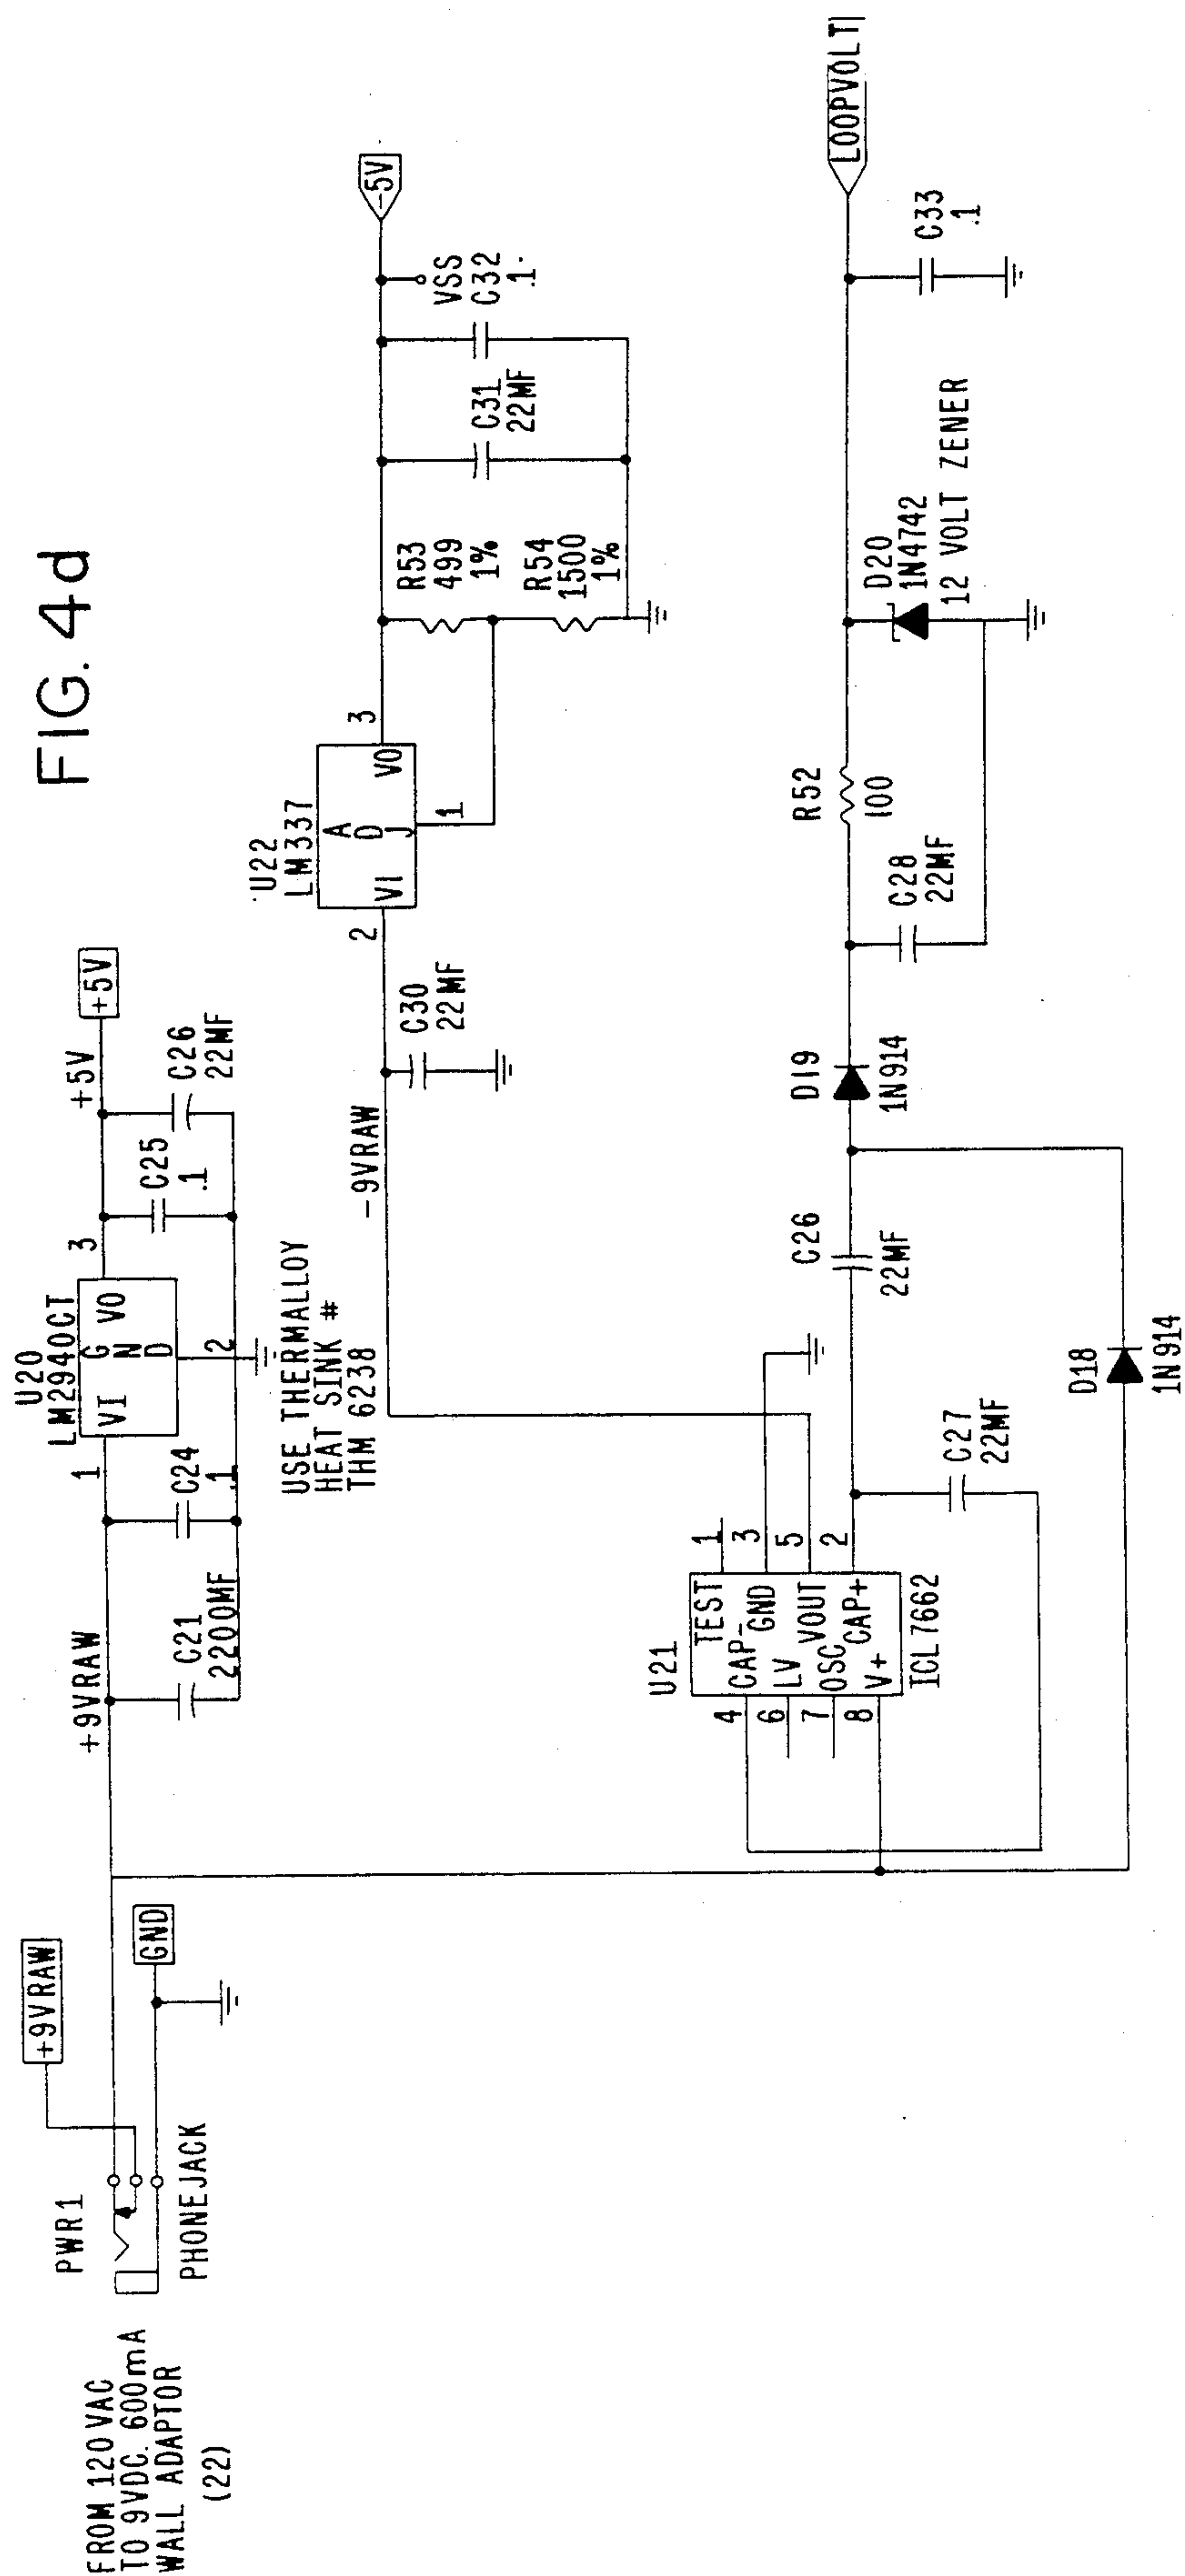 FIG. 4d
FROM 120VAC
TO 9VDC. 600mA
WALL ADAPTOR
(22)
PWR1
PHONEJACK
+9VRAW
GND
+9VRAW
C21
2200MF
C24
.1
1
U20
LM2940CT
VI
GND
VO
2
3
USE THERMALLOY
HEAT SINK #
THM 6238
C25
.1
C26
22MF
+5V
+5V
-9VRAW
C30
22MF
2
U22
LM337
VI
ADJ
VO
1
3
R53
499
1%
R54
1500
1%
C31
22MF
C32
.1
VSS
-5V
U21
TEST
CAP-
GND
LV
VOUT
OSC
CAP+
V+
ICL7662
4
6
7
8
1
3
5
2
C27
22MF
C26
22MF
D18
1N914
D19
1N914
C28
22MF
R52
100
D20
1N4742
12 VOLT ZENER
C33
.1
LOOPVOLT